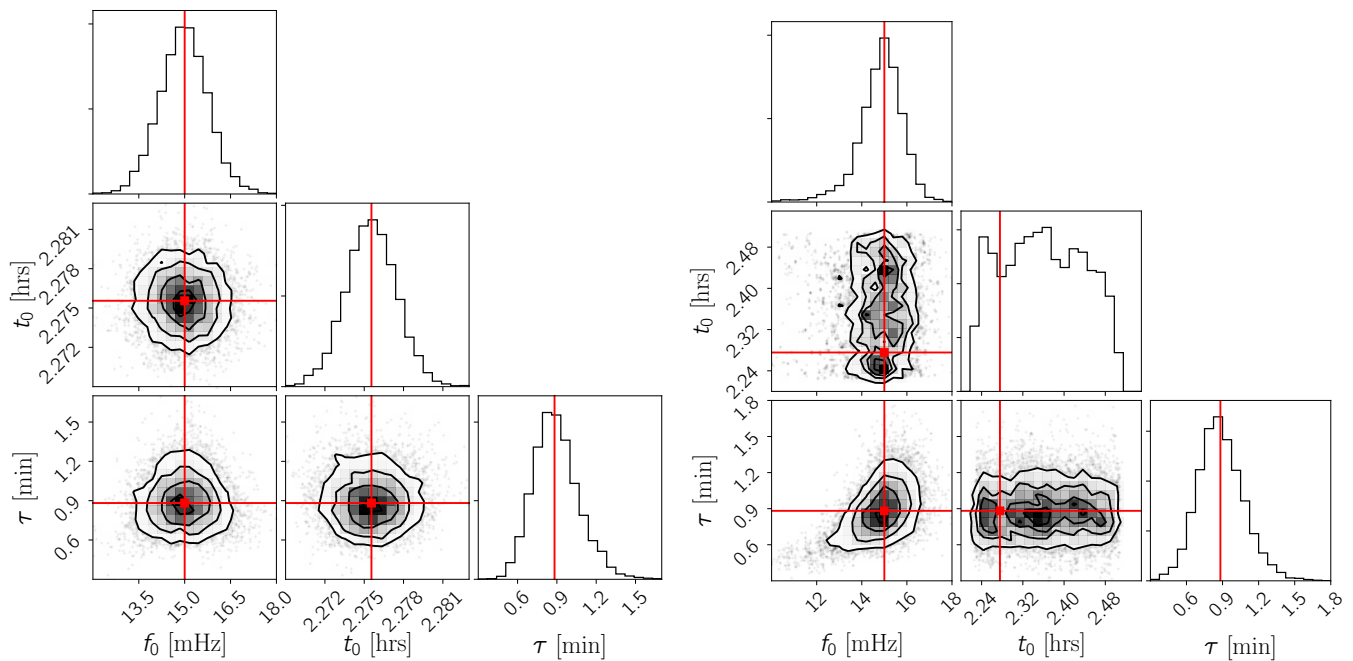 2.281
2.278
2.275
2.272
t₀ [hrs]
1.5
1.2
0.9
0.6
τ [min]
13.5 15.0 16.5 18.0
f₀ [mHz]
2.272 2.275 2.278 2.281
t₀ [hrs]
0.6 0.9 1.2 1.5
τ [min]
2.48
2.40
2.32
2.24
t₀ [hrs]
1.8
1.5
1.2
0.9
0.6
τ [min]
12 14 16 18
f₀ [mHz]
2.24 2.32 2.40 2.48
t₀ [hrs]
0.6 0.9 1.2 1.5 1.8
τ [min]